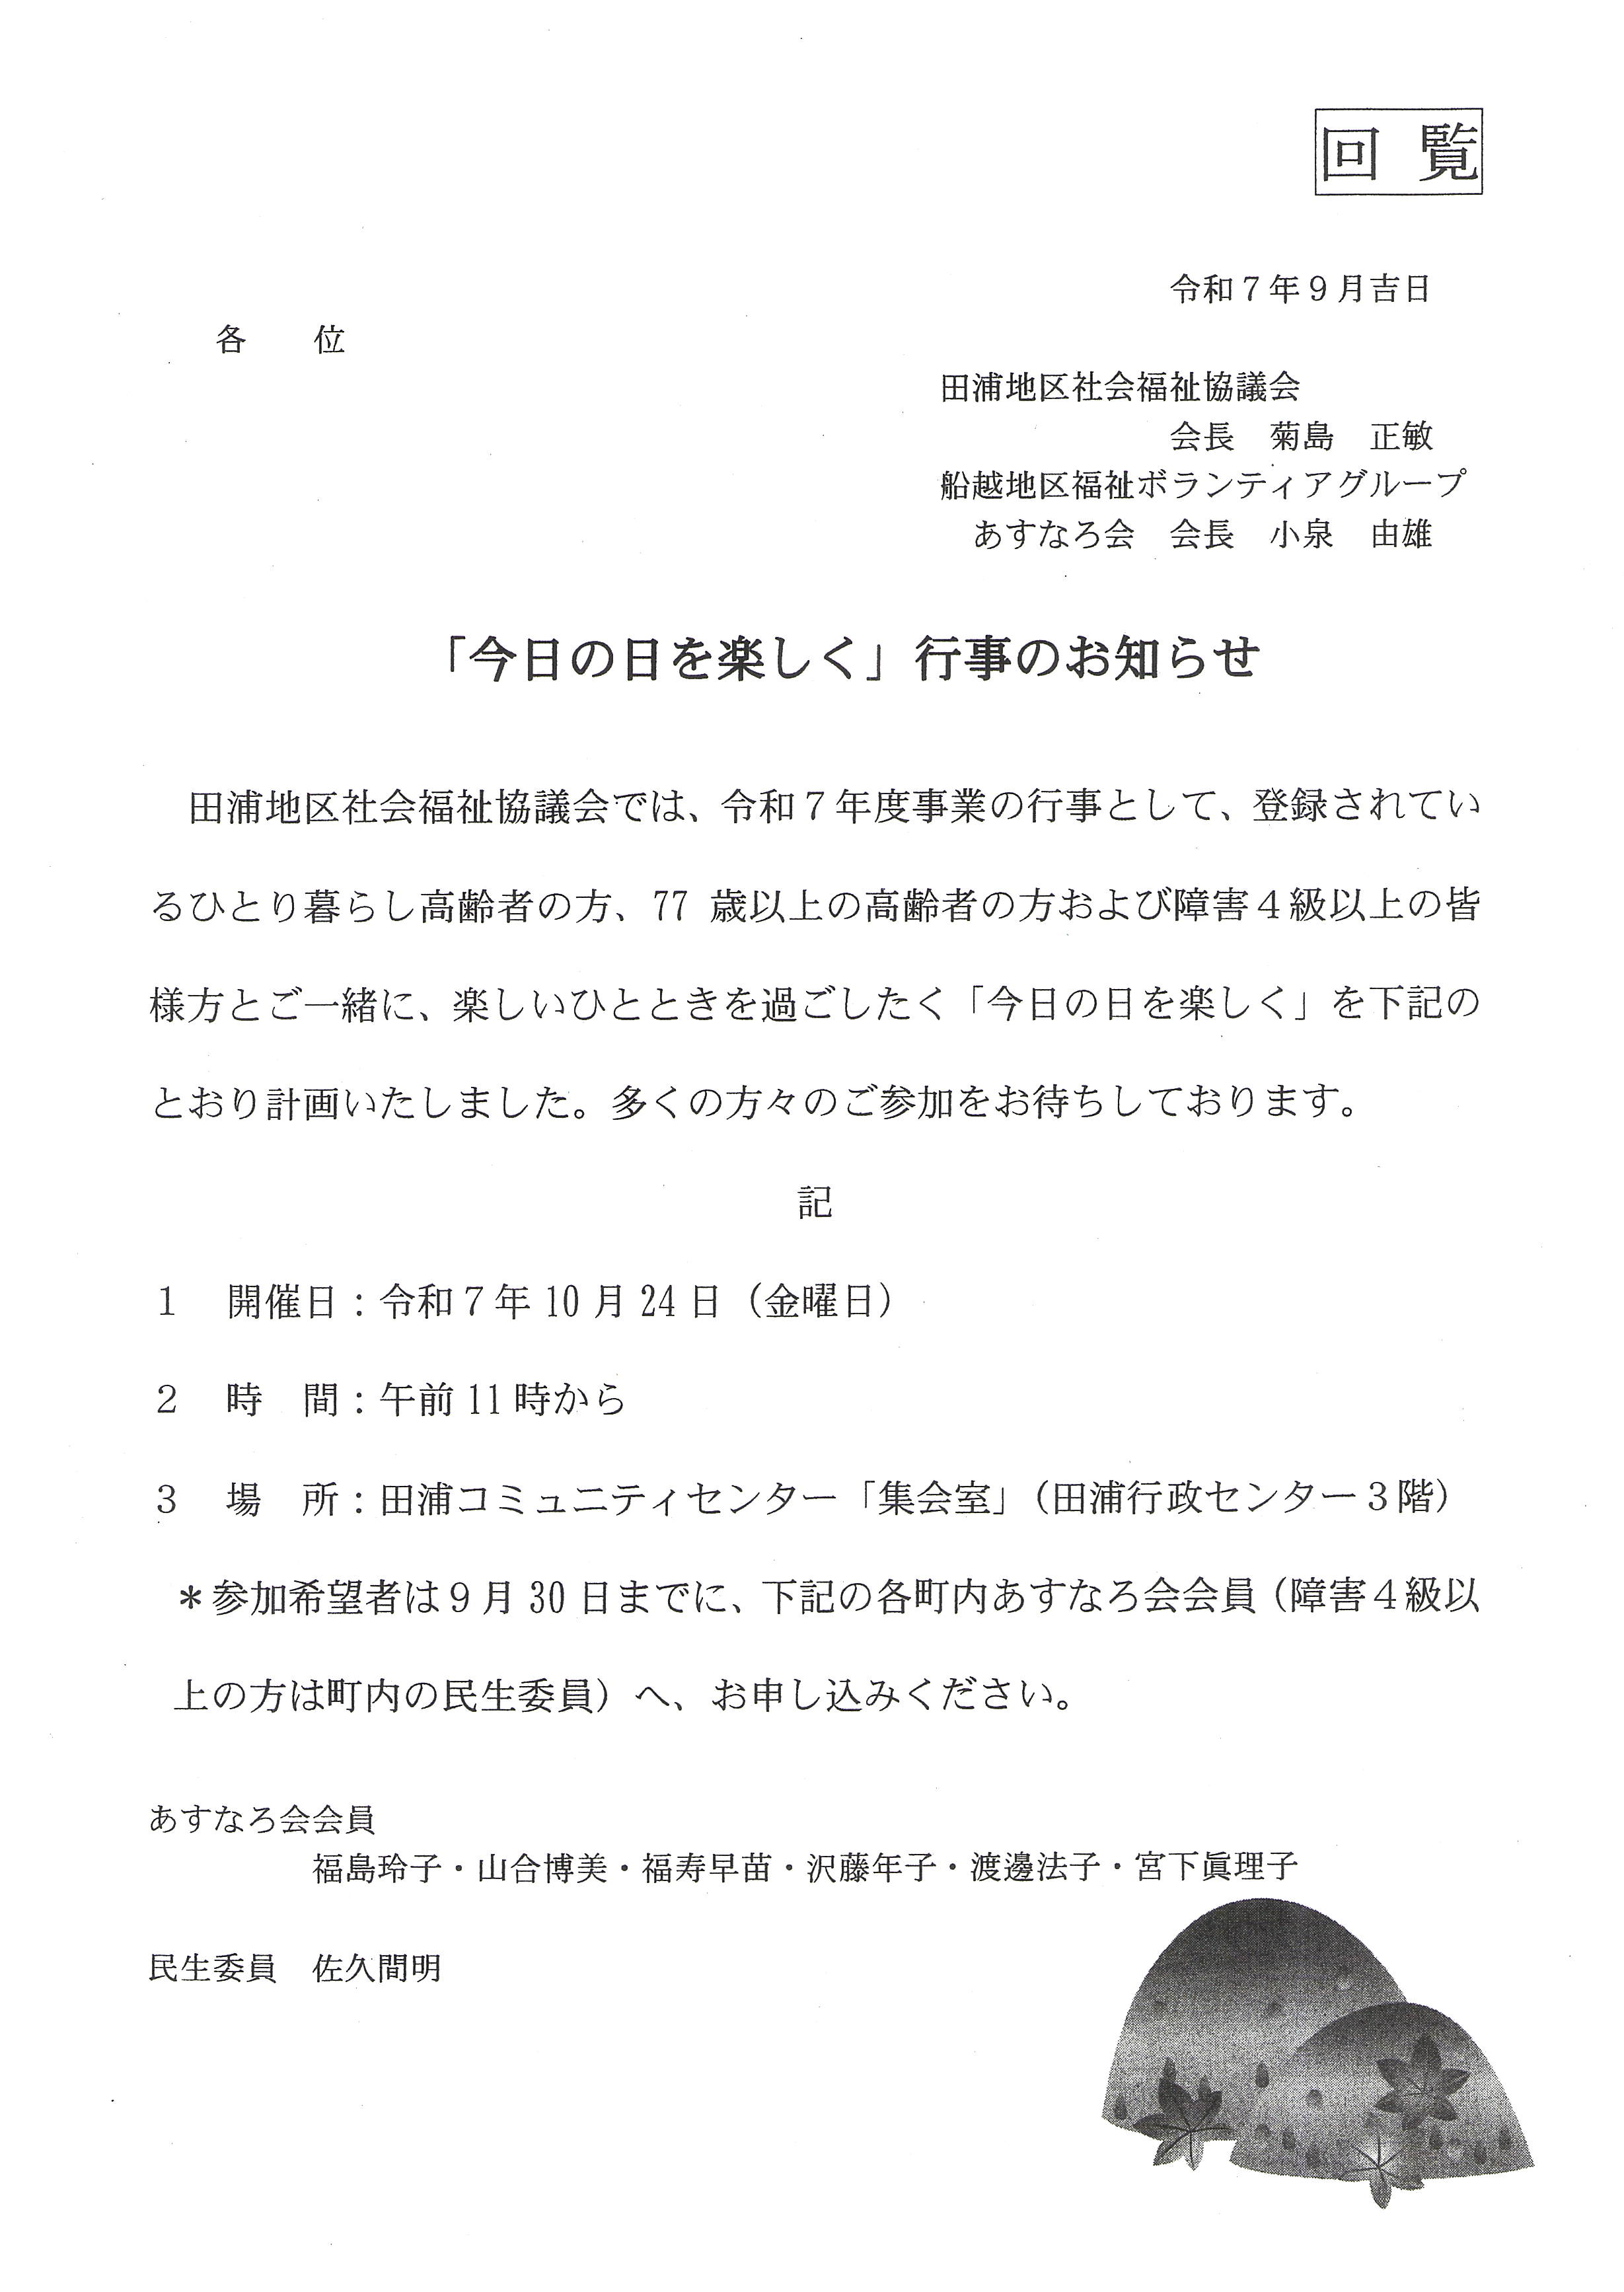 回　覧
令和７年９月吉日
各　　位
田浦地区社会福祉協議会
会長　菊島　正敏
船越地区福祉ボランティアグループ
あすなろ会　会長　小泉　由雄
「今日の日を楽しく」行事のお知らせ
田浦地区社会福祉協議会では、令和７年度事業の行事として、登録されてい
るひとり暮らし高齢者の方、77 歳以上の高齢者の方および障害４級以上の皆
様方とご一緒に、楽しいひとときを過ごしたく「今日の日を楽しく」を下記の
とおり計画いたしました。多くの方々のご参加をお待ちしております。
記
１　開催日：令和７年 10 月 24 日（金曜日）
２　時　間：午前 11 時から
３　場　所：田浦コミュニティセンター「集会室」（田浦行政センター３階）
＊参加希望者は９月 30 日までに、下記の各町内あすなろ会会員（障害４級以
上の方は町内の民生委員）へ、お申し込みください。
あすなろ会会員
福島玲子・山合博美・福寿早苗・沢藤年子・渡邊法子・宮下眞理子
民生委員　佐久間明